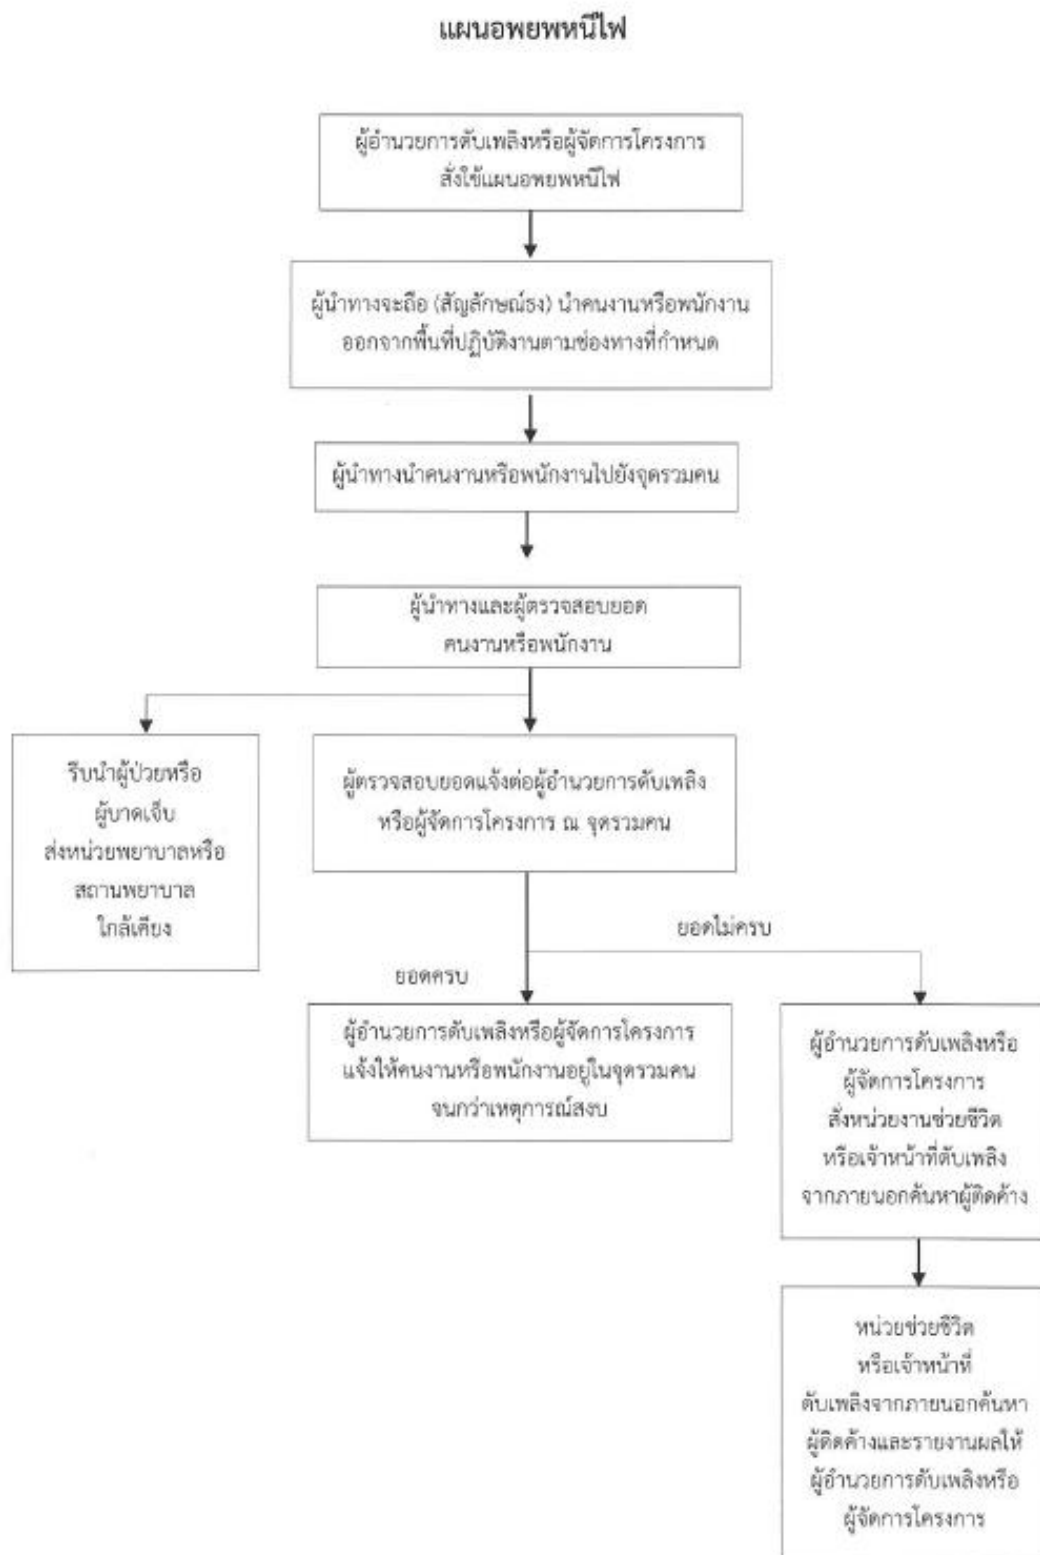 แผนอพยพหนีไฟ
ผู้อำนวยการดับเพลิงหรือผู้จัดการโครงการ
สั่งใช้แผนอพยพหนีไฟ
ผู้นำทางจะถือ (สัญลักษณ์ธง) นำคนงานหรือพนักงาน
ออกจากพื้นที่ปฏิบัติงานตามช่องทางที่กำหนด
ผู้นำทางนำคนงานหรือพนักงานไปยังจุดรวมคน
ผู้นำทางและผู้ตรวจสอบยอด
คนงานหรือพนักงาน
รีบนำผู้ป่วยหรือ
ผู้บาดเจ็บ
ส่งหน่วยพยาบาลหรือ
สถานพยาบาล
ใกล้เคียง
ผู้ตรวจสอบยอดแจ้งต่อผู้อำนวยการดับเพลิง
หรือผู้จัดการโครงการ ณ จุดรวมคน
ยอดไม่ครบ
ยอดครบ
ผู้อำนวยการดับเพลิงหรือผู้จัดการโครงการ
แจ้งให้คนงานหรือพนักงานอยู่ในจุดรวมคน
จนกว่าเหตุการณ์สงบ
ผู้อำนวยการดับเพลิงหรือ
ผู้จัดการโครงการ
สั่งหน่วยงานช่วยชีวิต
หรือเจ้าหน้าที่ดับเพลิง
จากภายนอกค้นหาผู้ติดค้าง
หน่วยช่วยชีวิต
หรือเจ้าหน้าที่
ดับเพลิงจากภายนอกค้นหา
ผู้ติดค้างและรายงานผลให้
ผู้อำนวยการดับเพลิงหรือ
ผู้จัดการโครงการ